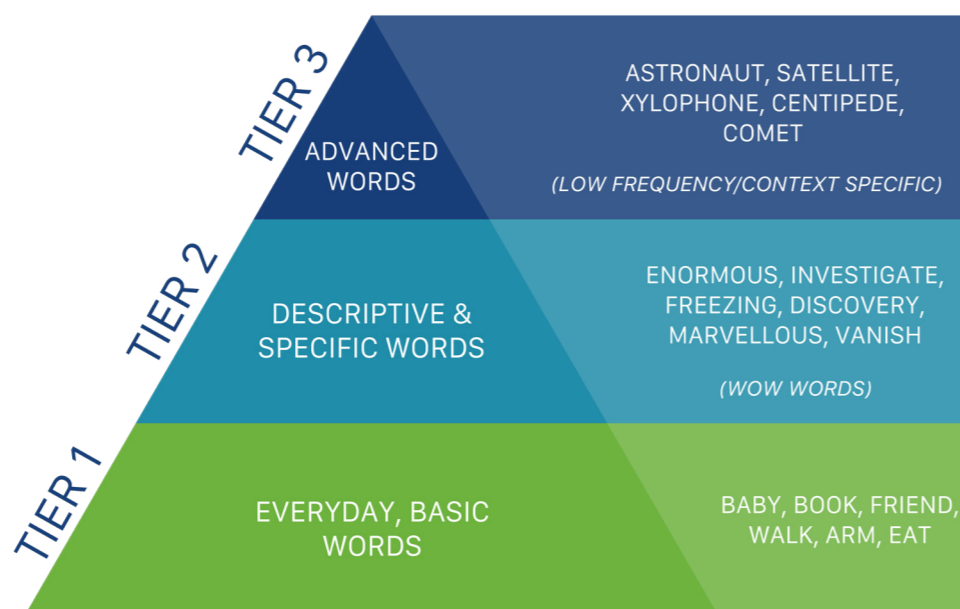 TIER 3
ADVANCED
WORDS
ASTRONAUT, SATELLITE,
XYLOPHONE, CENTIPEDE,
COMET
(LOW FREQUENCY/CONTEXT SPECIFIC)
TIER 2
DESCRIPTIVE &
SPECIFIC WORDS
ENORMOUS, INVESTIGATE,
FREEZING, DISCOVERY,
MARVELLOUS, VANISH
(WOW WORDS)
TIER 1
EVERYDAY, BASIC
WORDS
BABY, BOOK, FRIEND,
WALK, ARM, EAT